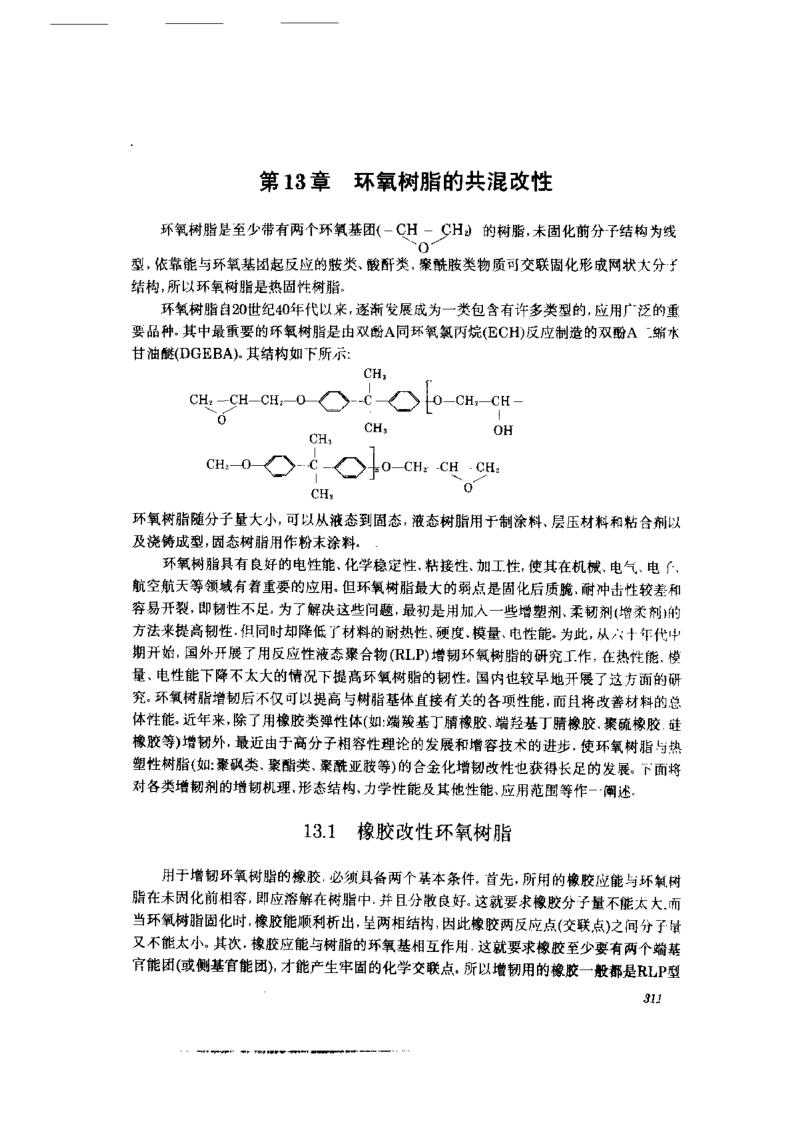 第13章 环氧树脂的共混改性
环氧树脂是至少带有两个环氧基团(－CH－CH₂) 的树脂,未固化前分子结构为线
O
型,依靠能与环氧基团起反应的胺类、酸酐类、聚酰胺类物质可交联固化形成网状大分子
结构,所以环氧树脂是热固性树脂。
环氧树脂自20世纪40年代以来,逐渐发展成为一类包含有许多类型的,应用广泛的重
要品种。其中最重要的环氧树脂是由双酚A同环氧氯丙烷(ECH)反应制造的双酚A 二缩水
甘油醚(DGEBA)。其结构如下所示:
CH₃
CH₂—CH—CH₂—O— —C— —[O—CH₂—CH—
O CH₃ OH
CH₃
CH₂—O— —C— —]O—CH₂—CH—CH₂
CH₃ O
环氧树脂随分子量大小,可以从液态到固态,液态树脂用于制涂料、层压材料和粘合剂以
及浇铸成型,固态树脂用作粉末涂料。
环氧树脂具有良好的电性能、化学稳定性、粘接性、加工性,使其在机械、电气、电子、
航空航天等领域有着重要的应用。但环氧树脂最大的弱点是固化后质脆、耐冲击性较差和
容易开裂,即韧性不足。为了解决这些问题,最初是用加入一些增塑剂、柔韧剂(增柔剂)的
方法来提高韧性,但同时却降低了材料的耐热性、硬度、模量、电性能。为此,从六十年代中
期开始,国外开展了用反应性液态聚合物(RLP)增韧环氧树脂的研究工作,在热性能、模
量、电性能下降不太大的情况下提高环氧树脂的韧性。国内也较早地开展了这方面的研
究。环氧树脂增韧后不仅可以提高与树脂基体直接有关的各项性能,而且将改善材料的总
体性能。近年来,除了用橡胶类弹性体(如:端羧基丁腈橡胶、端羟基丁腈橡胶、聚硫橡胶、硅
橡胶等)增韧外,最近由于高分子相容性理论的发展和增容技术的进步,使环氧树脂与热
塑性树脂(如:聚砜类、聚酯类、聚酰亚胺等)的合金化增韧改性也获得长足的发展。下面将
对各类增韧剂的增韧机理、形态结构、力学性能及其他性能、应用范围等作一阐述。
13.1 橡胶改性环氧树脂
用于增韧环氧树脂的橡胶,必须具备两个基本条件。首先,所用的橡胶应能与环氧树
脂在未固化前相容,即应溶解在树脂中,并且分散良好。这就要求橡胶分子量不能太大,而
当环氧树脂固化时,橡胶能顺利析出,呈两相结构,因此橡胶两反应点(交联点)之间分子量
又不能太小。其次,橡胶应能与树脂的环氧基相互作用,这就要求橡胶至少要有两个端基
官能团(或侧基官能团),才能产生牢固的化学交联点。所以增韧用的橡胶一般都是RLP型
311